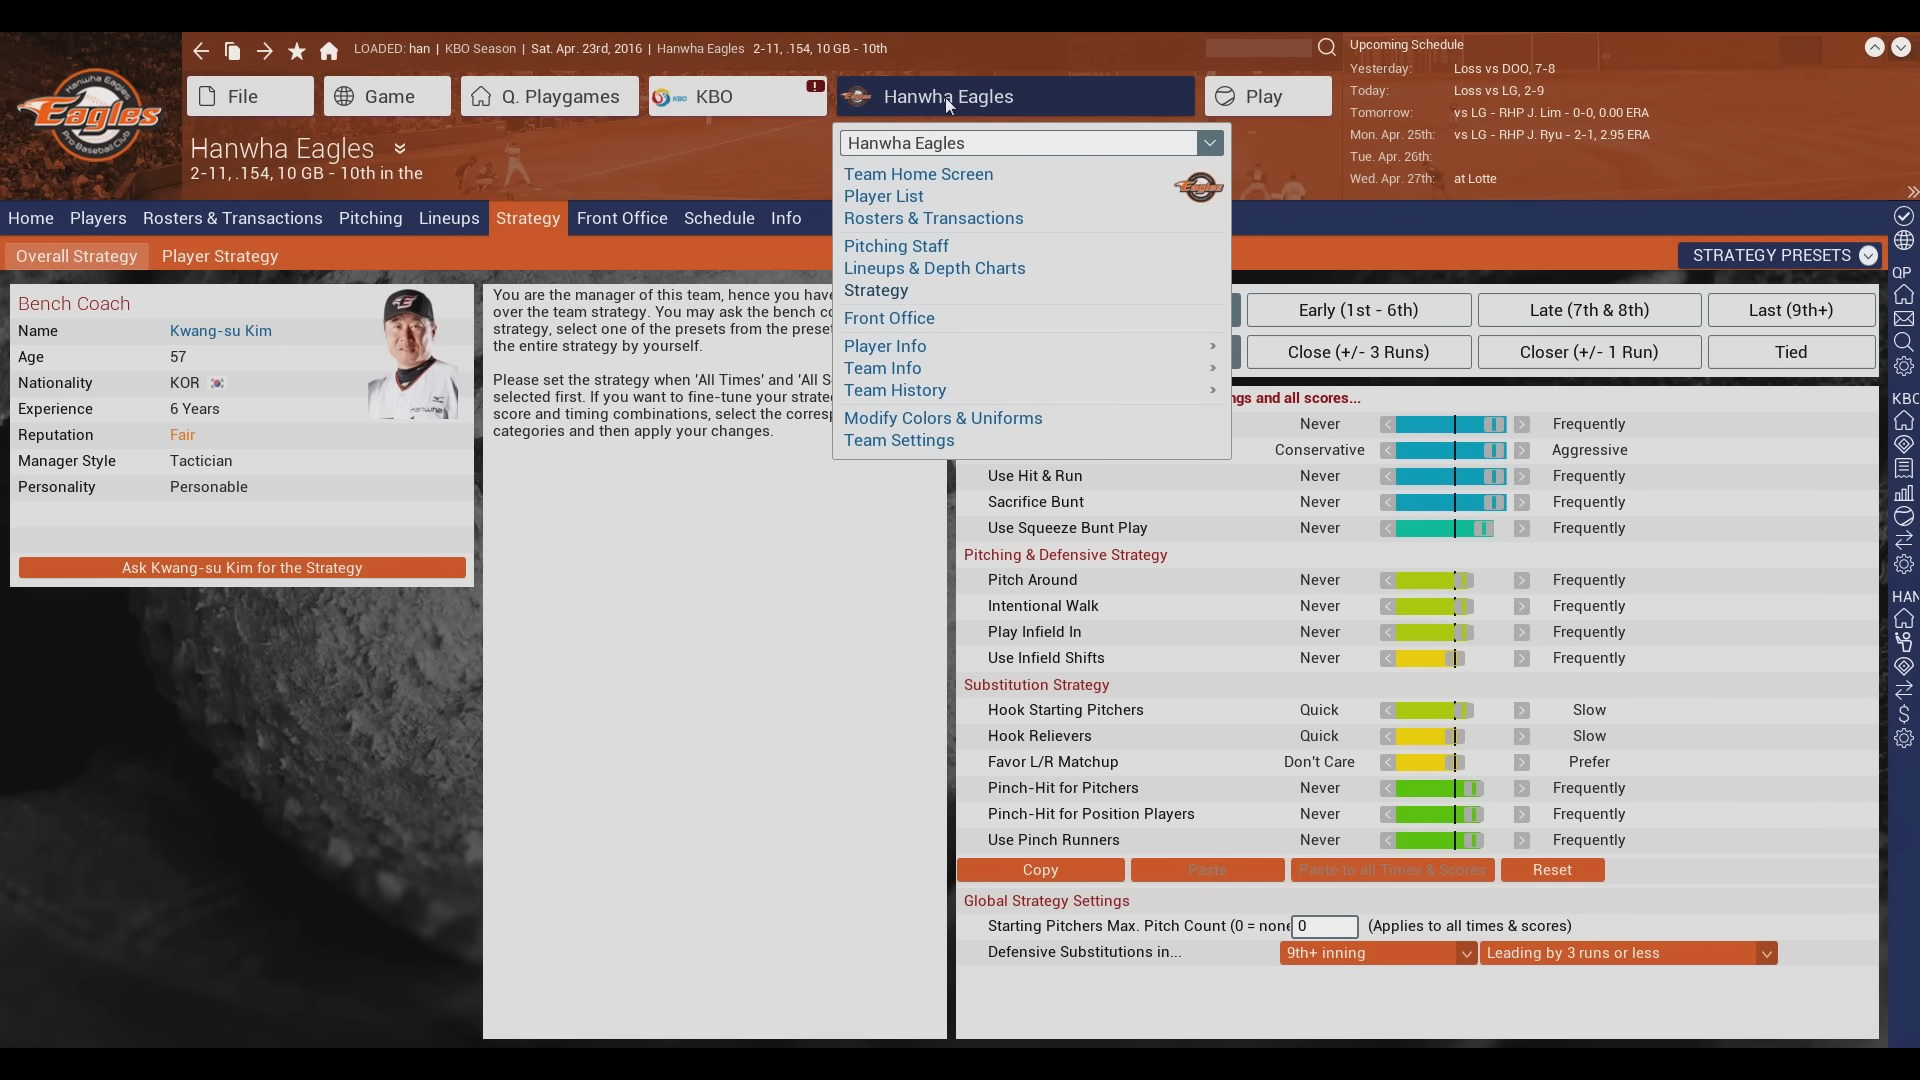 LOADED: han | KBO Season | Sat. Apr. 23rd, 2016 | Hanwha Eagles 2-11, .154, 10 GB - 10th
Upcoming Schedule
Yesterday: Loss vs DOO, 7-8
Today: Loss vs LG, 2-9
Tomorrow: vs LG - RHP J. Lim - 0-0, 0.00 ERA
Mon. Apr. 25th: vs LG - RHP J. Ryu - 2-1, 2.95 ERA
Tue. Apr. 26th:
Wed. Apr. 27th: at Lotte
Hanwha Eagles
Eagles
Pro Baseball Club
File
Game
Q. Playgames
KBO KBO
!
Hanwha Eagles
Play
Hanwha Eagles
2-11, .154, 10 GB - 10th in the
Home Players Rosters & Transactions Pitching Lineups Strategy Front Office Schedule Info
Overall Strategy Player Strategy
STRATEGY PRESETS
Hanwha Eagles
Team Home Screen
Eagles
Player List
Rosters & Transactions
Pitching Staff
Lineups & Depth Charts
Strategy
Front Office
Player Info >
Team Info >
Team History >
Modify Colors & Uniforms
Team Settings
Bench Coach
Name Kwang-su Kim
Age 57
Nationality KOR
Experience 6 Years
Reputation Fair
Manager Style Tactician
Personality Personable
Hanwha
Ask Kwang-su Kim for the Strategy
You are the manager of this team, hence you have
over the team strategy. You may ask the bench co
strategy, select one of the presets from the preset
the entire strategy by yourself.
Please set the strategy when 'All Times' and 'All S
selected first. If you want to fine-tune your strate
score and timing combinations, select the corresp
categories and then apply your changes.
Early (1st - 6th) Late (7th & 8th) Last (9th+)
Close (+/- 3 Runs) Closer (+/- 1 Run) Tied
ngs and all scores...
Never < > Frequently
Conservative < > Aggressive
Use Hit & Run Never < > Frequently
Sacrifice Bunt Never < > Frequently
Use Squeeze Bunt Play Never < > Frequently
Pitching & Defensive Strategy
Pitch Around Never < > Frequently
Intentional Walk Never < > Frequently
Play Infield In Never < > Frequently
Use Infield Shifts Never < > Frequently
Substitution Strategy
Hook Starting Pitchers Quick < > Slow
Hook Relievers Quick < > Slow
Favor L/R Matchup Don't Care < > Prefer
Pinch-Hit for Pitchers Never < > Frequently
Pinch-Hit for Position Players Never < > Frequently
Use Pinch Runners Never < > Frequently
Copy Paste Paste to all Times & Scores Reset
Global Strategy Settings
Starting Pitchers Max. Pitch Count (0 = none 0 (Applies to all times & scores)
Defensive Substitutions in... 9th+ inning Leading by 3 runs or less
QP
KBO
HAN
$